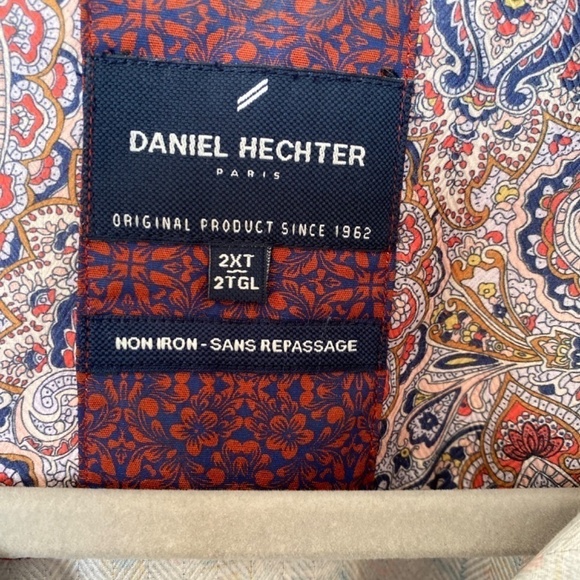 DANIEL HECHTER
PARIS
ORIGINAL PRODUCT SINCE 1962
2XT
2TGL
NON IRON - SANS REPASSAGE